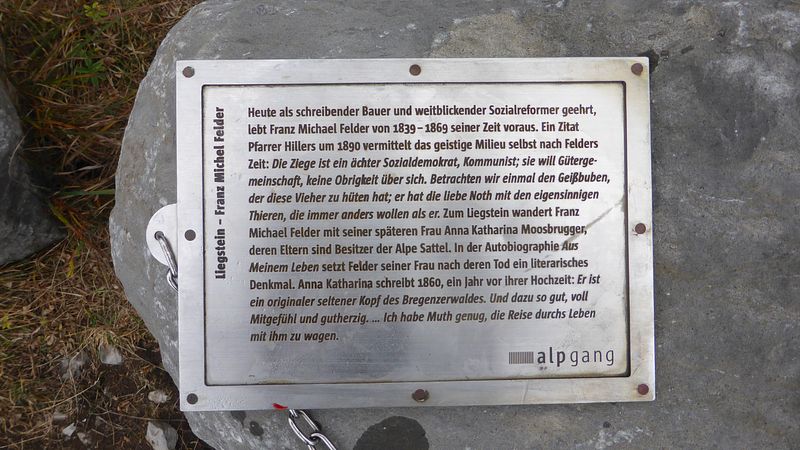 Liegstein – Franz Michel Felder
Heute als schreibender Bauer und weitblickender Sozialreformer geehrt,
lebt Franz Michael Felder von 1839 – 1869 seiner Zeit voraus. Ein Zitat
Pfarrer Hillers um 1890 vermittelt das geistige Milieu selbst nach Felders
Zeit: Die Ziege ist ein ächter Sozialdemokrat, Kommunist; sie will Güterge-
meinschaft, keine Obrigkeit über sich. Betrachten wir einmal den Geißbuben,
der diese Vieher zu hüten hat; er hat die liebe Noth mit den eigensinnigen
Thieren, die immer anders wollen als er. Zum Liegstein wandert Franz
Michael Felder mit seiner späteren Frau Anna Katharina Moosbrugger,
deren Eltern sind Besitzer der Alpe Sattel. In der Autobiographie Aus
Meinem Leben setzt Felder seiner Frau nach deren Tod ein literarisches
Denkmal. Anna Katharina schreibt 1860, ein Jahr vor ihrer Hochzeit: Er ist
ein originaler seltener Kopf des Bregenzerwaldes. Und dazu so gut, voll
Mitgefühl und gutherzig. ... Ich habe Muth genug, die Reise durchs Leben
mit ihm zu wagen.
alpgang